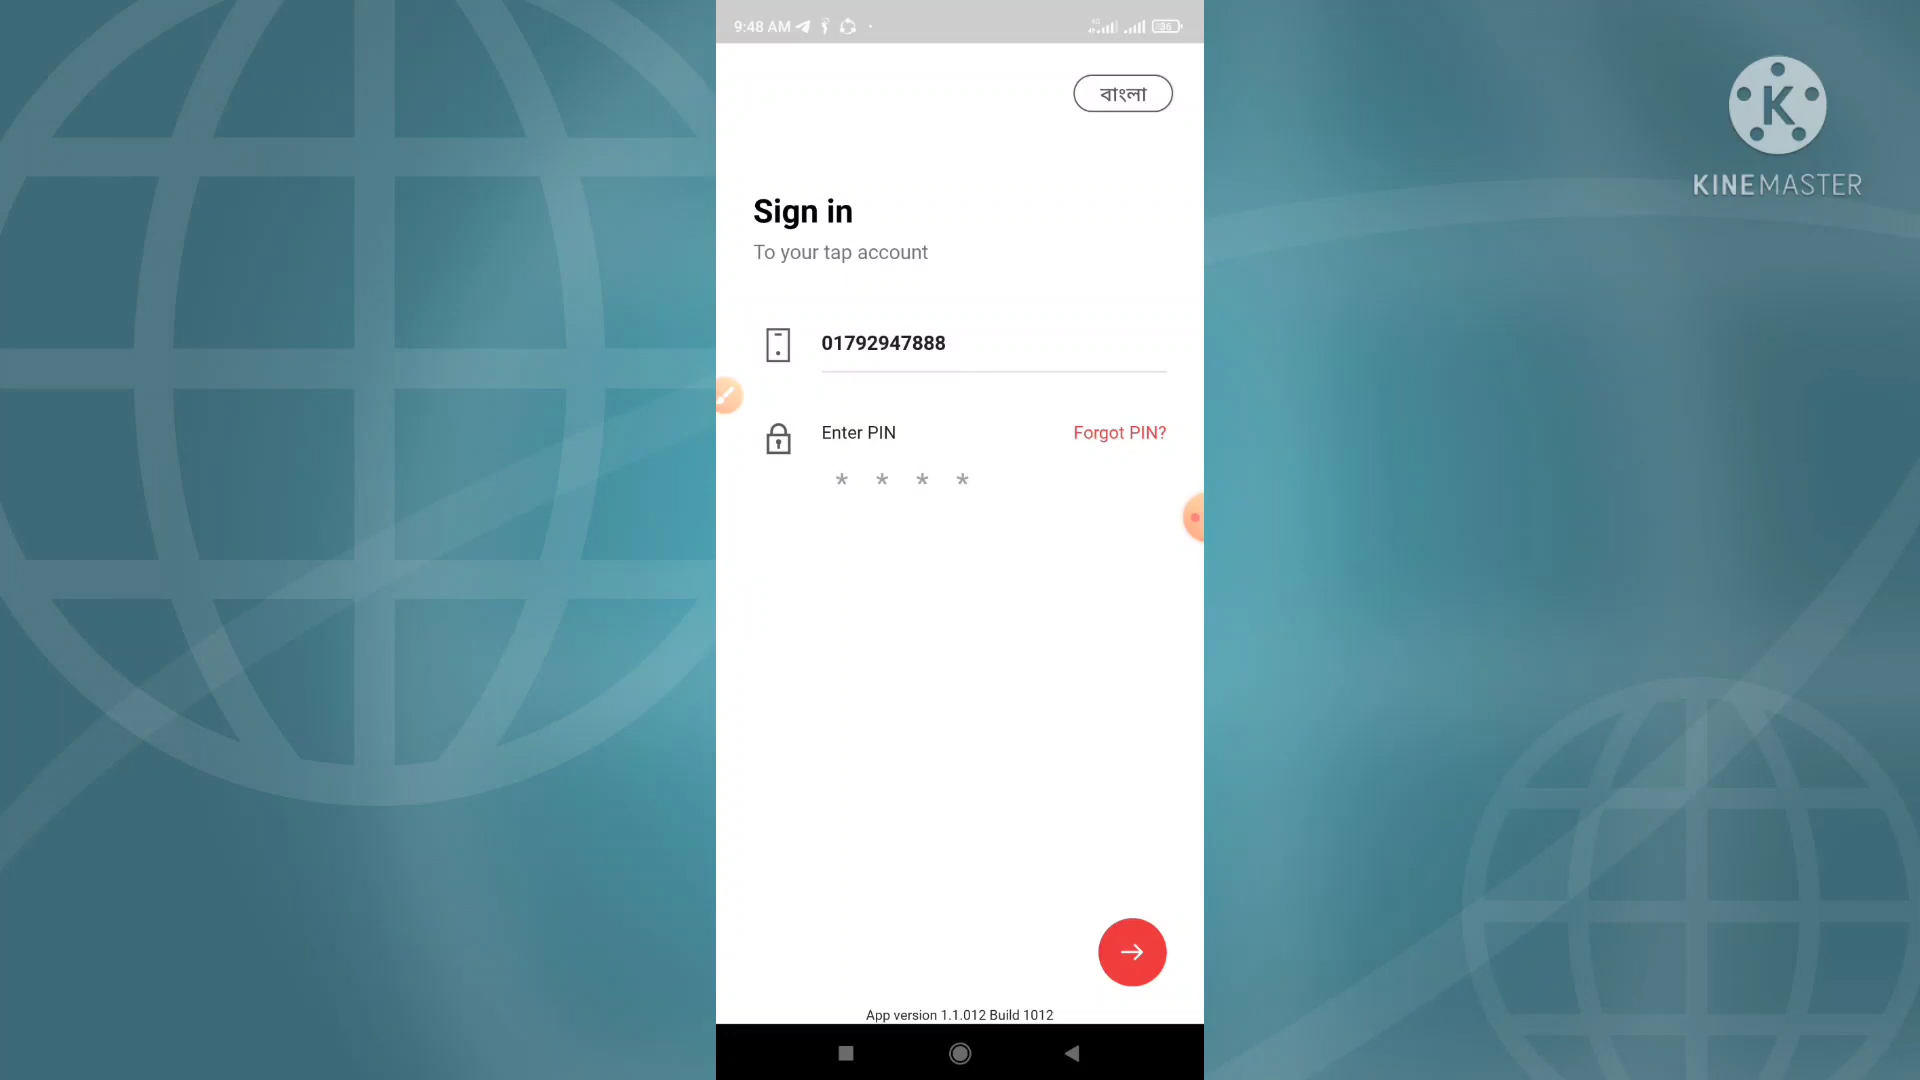 9:48 AM
বাংলা
K
KINEMASTER
Sign in
To your tap account
01792947888
Enter PIN
Forgot PIN?
* * * *
App version 1.1.012 Build 1012